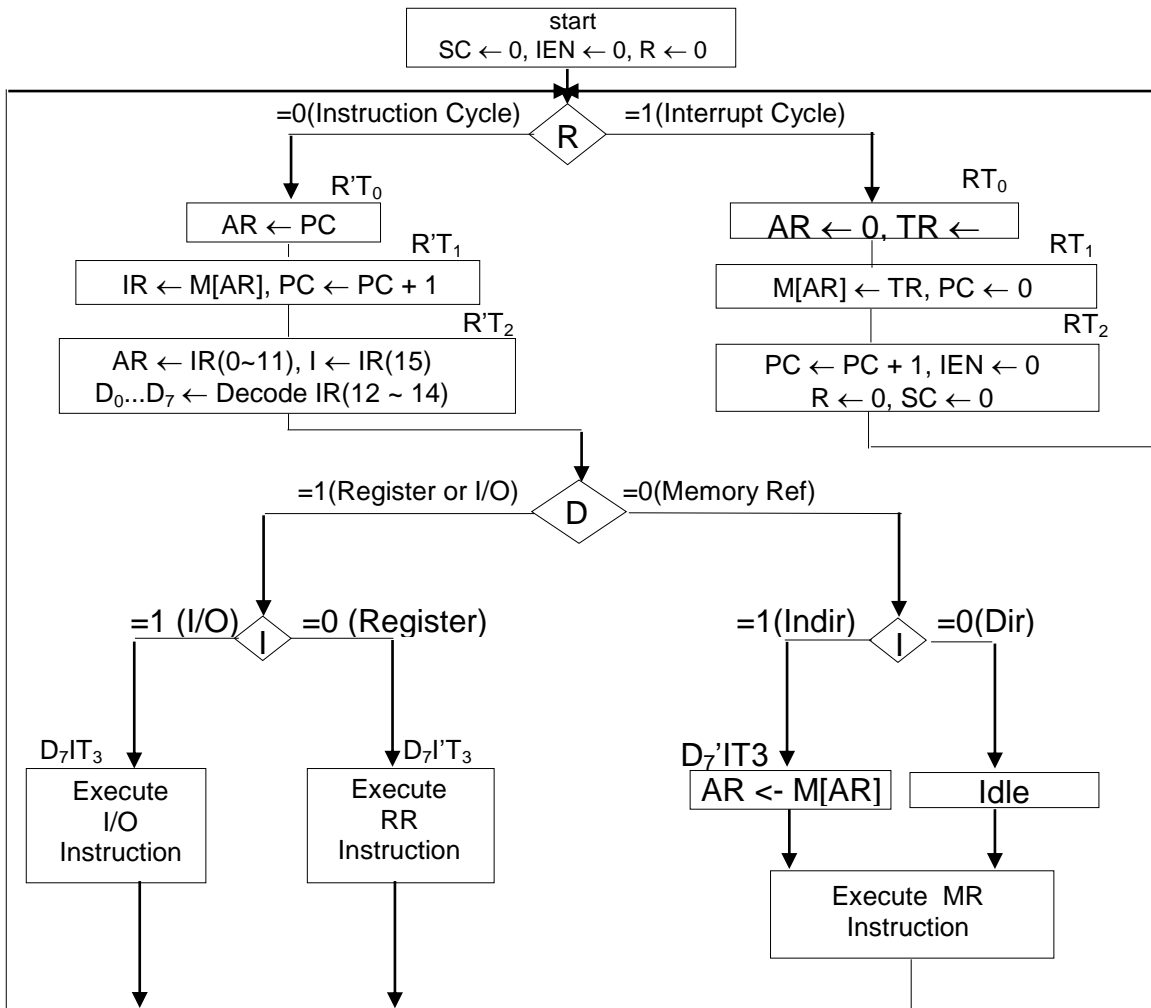 start
SC ← 0, IEN ← 0, R ← 0
=0(Instruction Cycle)
R
=1(Interrupt Cycle)
R'T₀
AR ← PC
R'T₁
IR ← M[AR], PC ← PC + 1
R'T₂
AR ← IR(0~11), I ← IR(15)
D₀...D₇ ← Decode IR(12 ~ 14)
RT₀
AR ← 0, TR ←
RT₁
M[AR] ← TR, PC ← 0
RT₂
PC ← PC + 1, IEN ← 0
R ← 0, SC ← 0
=1(Register or I/O)
D
=0(Memory Ref)
=1 (I/O)
I
=0 (Register)
=1(Indir)
I
=0(Dir)
D₇IT₃
Execute
I/O
Instruction
D₇I'T₃
Execute
RR
Instruction
D₇'IT3
AR <- M[AR]
Idle
Execute MR
Instruction